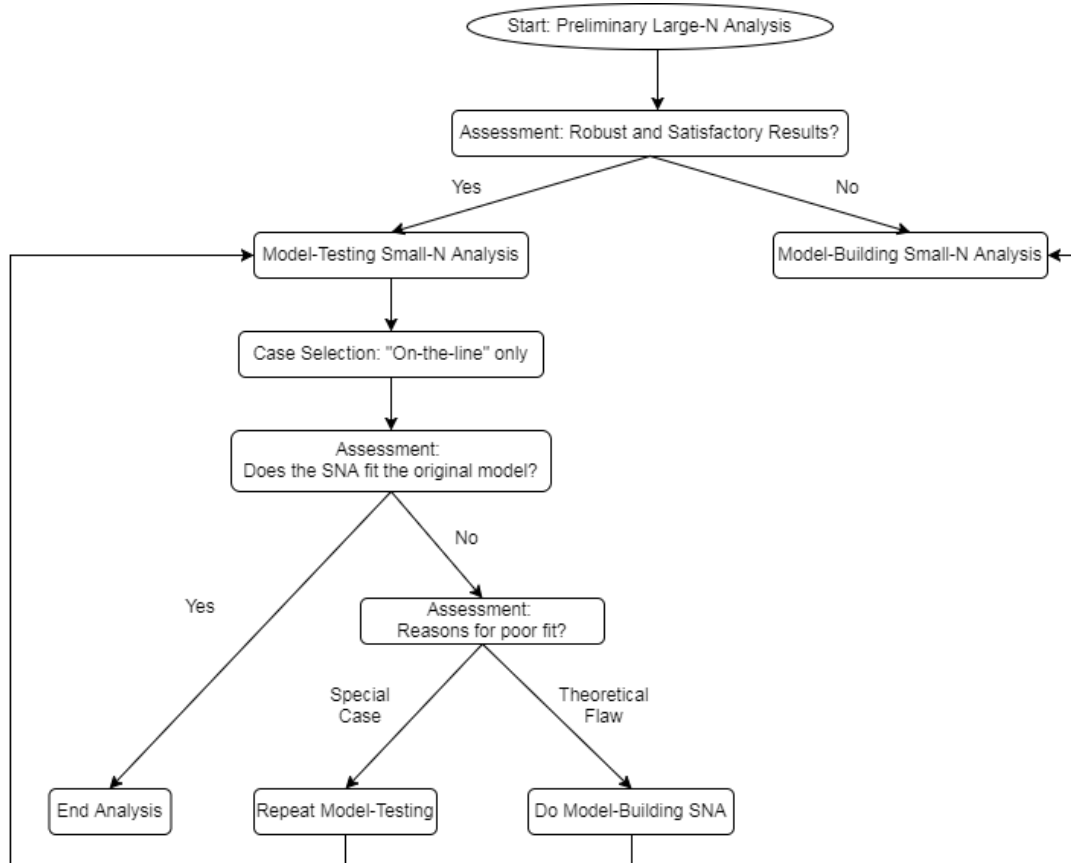 Start: Preliminary Large-N Analysis
Assessment: Robust and Satisfactory Results?
Yes
No
Model-Testing Small-N Analysis
Model-Building Small-N Analysis
Case Selection: "On-the-line" only
Assessment:
Does the SNA fit the original model?
No
Yes
Assessment:
Reasons for poor fit?
Special
Case
Theoretical
Flaw
End Analysis
Repeat Model-Testing
Do Model-Building SNA